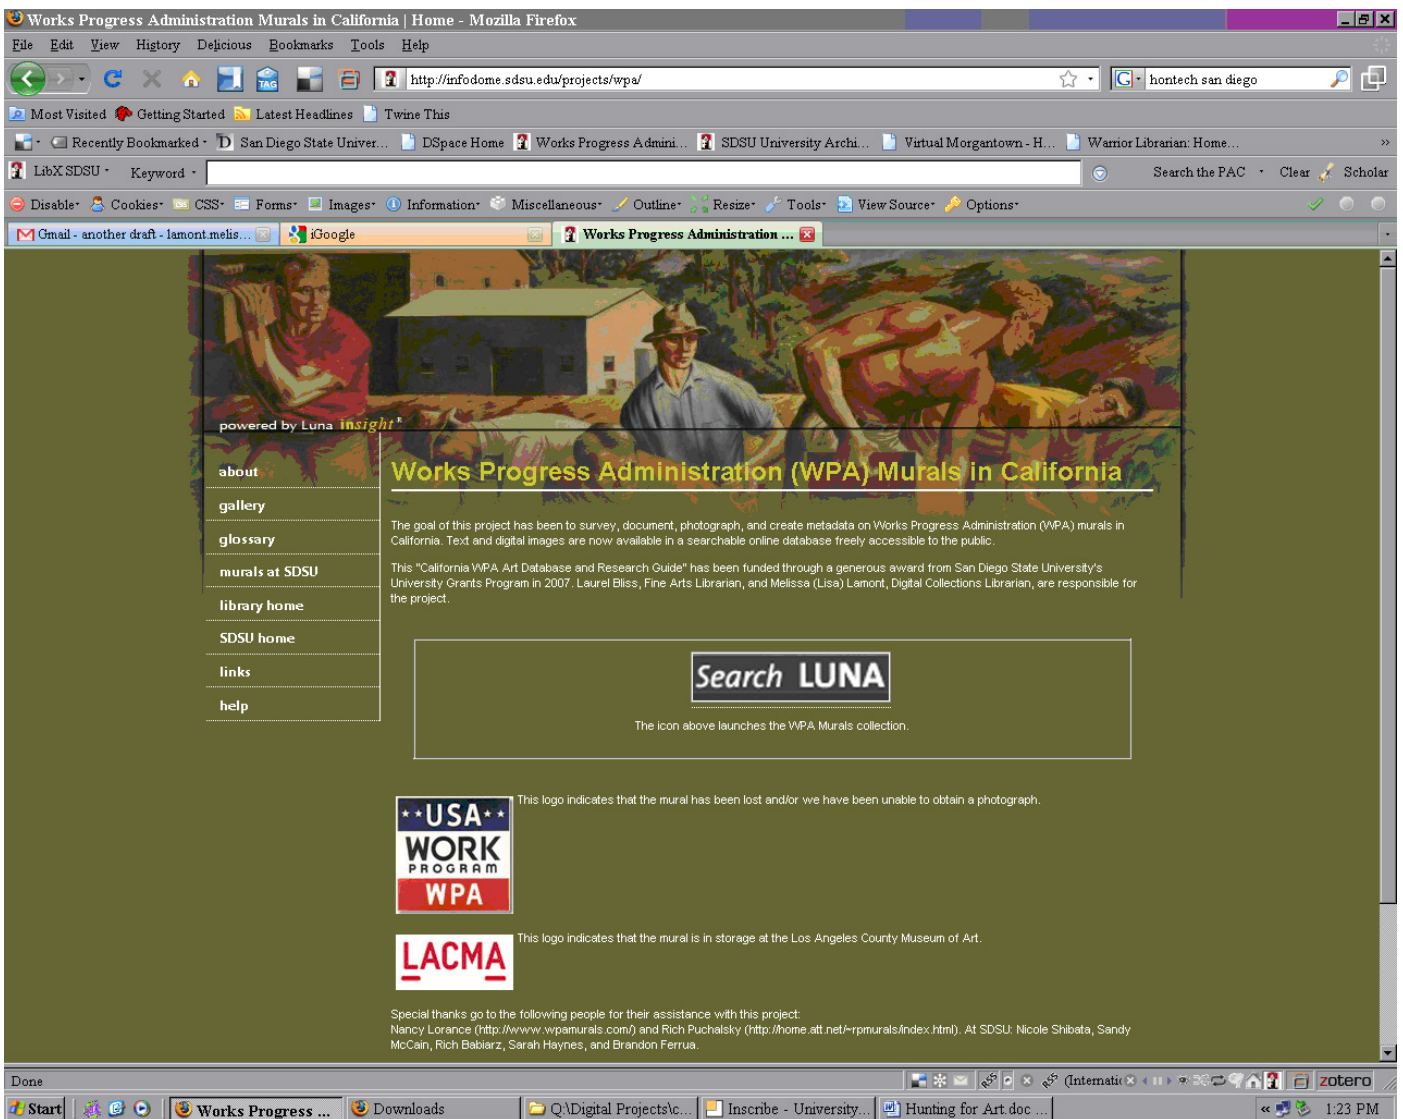 Works Progress Administration Murals in California | Home - Mozilla Firefox
File Edit View History Delicious Bookmarks Tools Help
TAG http://infodome.sdsu.edu/projects/wpa/ G hontech san diego
Most Visited Getting Started Latest Headlines Twine This
Recently Bookmarked San Diego State Univer... DSpace Home Works Progress Admini... SDSU University Archi... Virtual Morgantown - H... Warrior Librarian: Home... »
LibX SDSU Keyword Search the PAC Clear Scholar
Disable Cookies CSS Forms Images Information Miscellaneous Outline Resize Tools View Source Options
Gmail - another draft - lamont.melis... iGoogle Works Progress Administration ...
powered by Luna insight
about
gallery
glossary
murals at SDSU
library home
SDSU home
links
help
Works Progress Administration (WPA) Murals in California
The goal of this project has been to survey, document, photograph, and create metadata on Works Progress Administration (WPA) murals in
California. Text and digital images are now available in a searchable online database freely accessible to the public.
This "California WPA Art Database and Research Guide" has been funded through a generous award from San Diego State University's
University Grants Program in 2007. Laurel Bliss, Fine Arts Librarian, and Melissa (Lisa) Lamont, Digital Collections Librarian, are responsible for
the project.
Search LUNA
The icon above launches the WPA Murals collection.
USA
WORK
PROGRAM
WPA
This logo indicates that the mural has been lost and/or we have been unable to obtain a photograph.
LACMA
This logo indicates that the mural is in storage at the Los Angeles County Museum of Art.
Special thanks go to the following people for their assistance with this project:
Nancy Lorance (http://www.wpamurals.com/) and Rich Puchalsky (http://home.att.net/~rpmurals/index.html). At SDSU: Nicole Shibata, Sandy
McCain, Rich Babiarz, Sarah Haynes, and Brandon Ferrua.
Done (Internatic zotero
Start Works Progress ... Downloads Q:\Digital Projects\c... Inscribe - University... Hunting for Art.doc ... « 1:23 PM